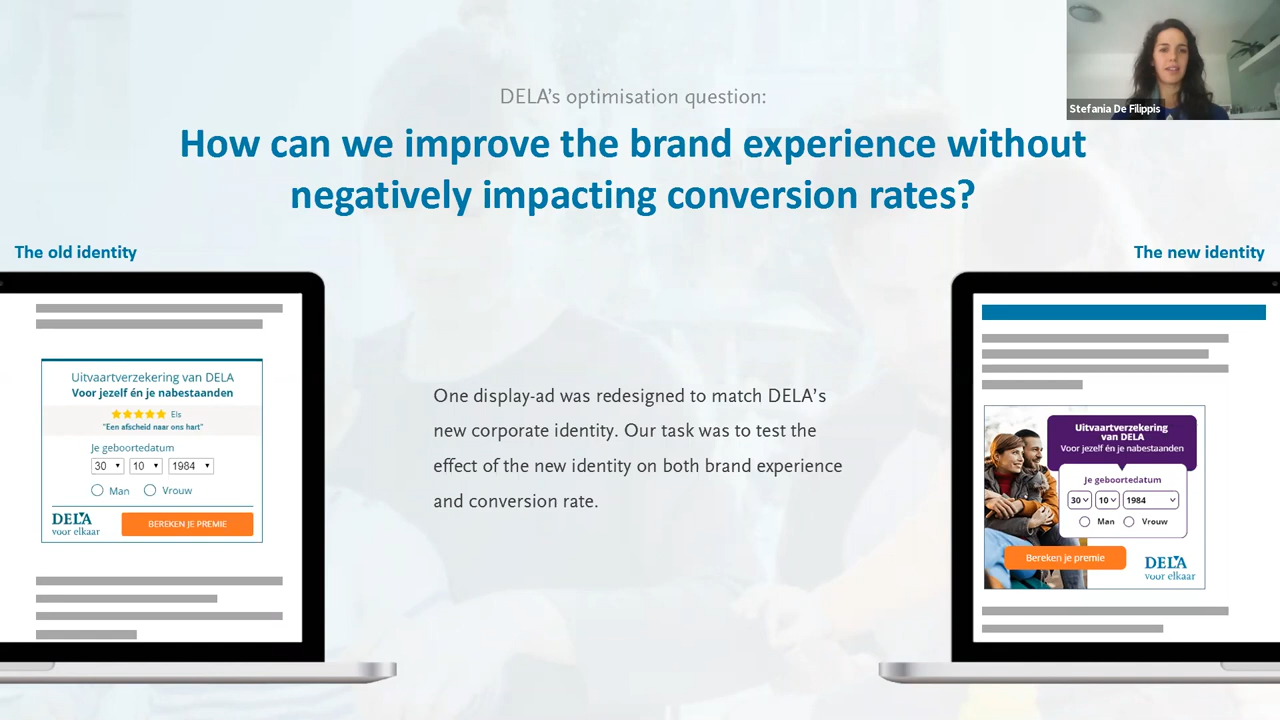 Stefania De Filippis
DELA's optimisation question:
How can we improve the brand experience without
negatively impacting conversion rates?
The old identity
Uitvaartverzekering van DELA
Voor jezelf én je nabestaanden
Els
"Een afscheid naar ons hart"
Je geboortedatum
30 10 1984
Man Vrouw
DELA
voor elkaar
BEREKEN JE PREMIE
One display-ad was redesigned to match DELA's
new corporate identity. Our task was to test the
effect of the new identity on both brand experience
and conversion rate.
The new identity
Uitvaartverzekering
van DELA
Voor jezelf én je nabestaanden
Je geboortedatum
30 10 1984
Man Vrouw
Bereken je premie
DELA
voor elkaar